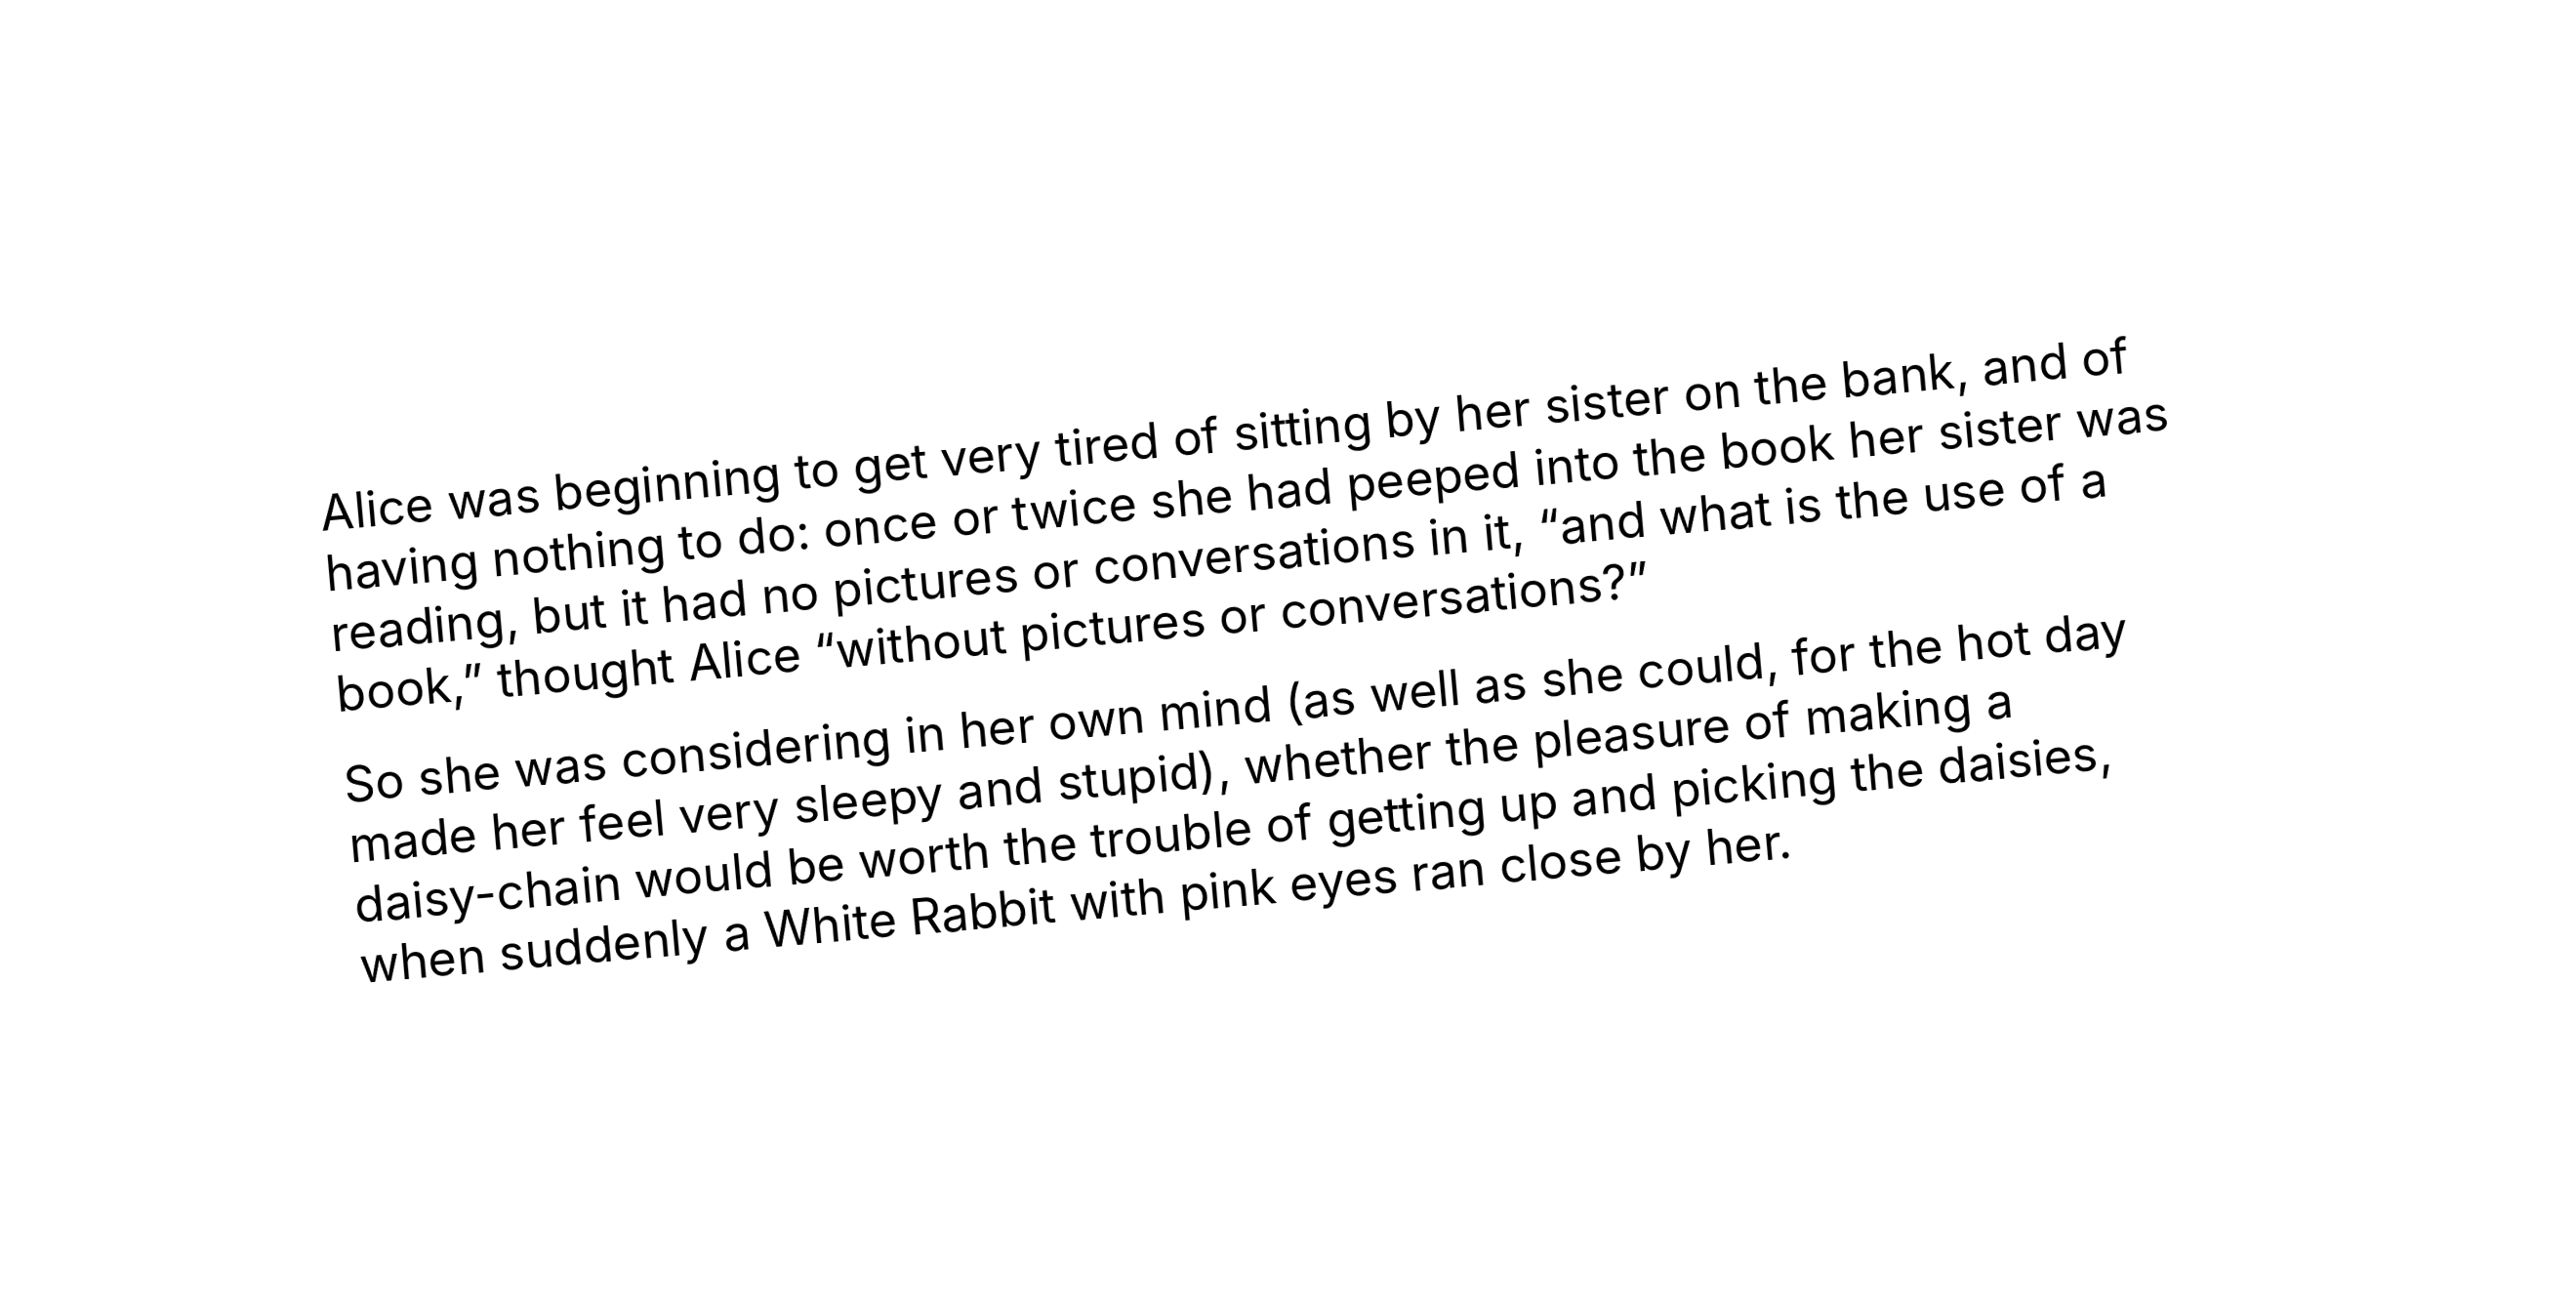 Alice was beginning to get very tired of sitting by her sister on the bank, and of
having nothing to do: once or twice she had peeped into the book her sister was
reading, but it had no pictures or conversations in it, “and what is the use of a
book,” thought Alice “without pictures or conversations?”
So she was considering in her own mind (as well as she could, for the hot day
made her feel very sleepy and stupid), whether the pleasure of making a
daisy-chain would be worth the trouble of getting up and picking the daisies,
when suddenly a White Rabbit with pink eyes ran close by her.